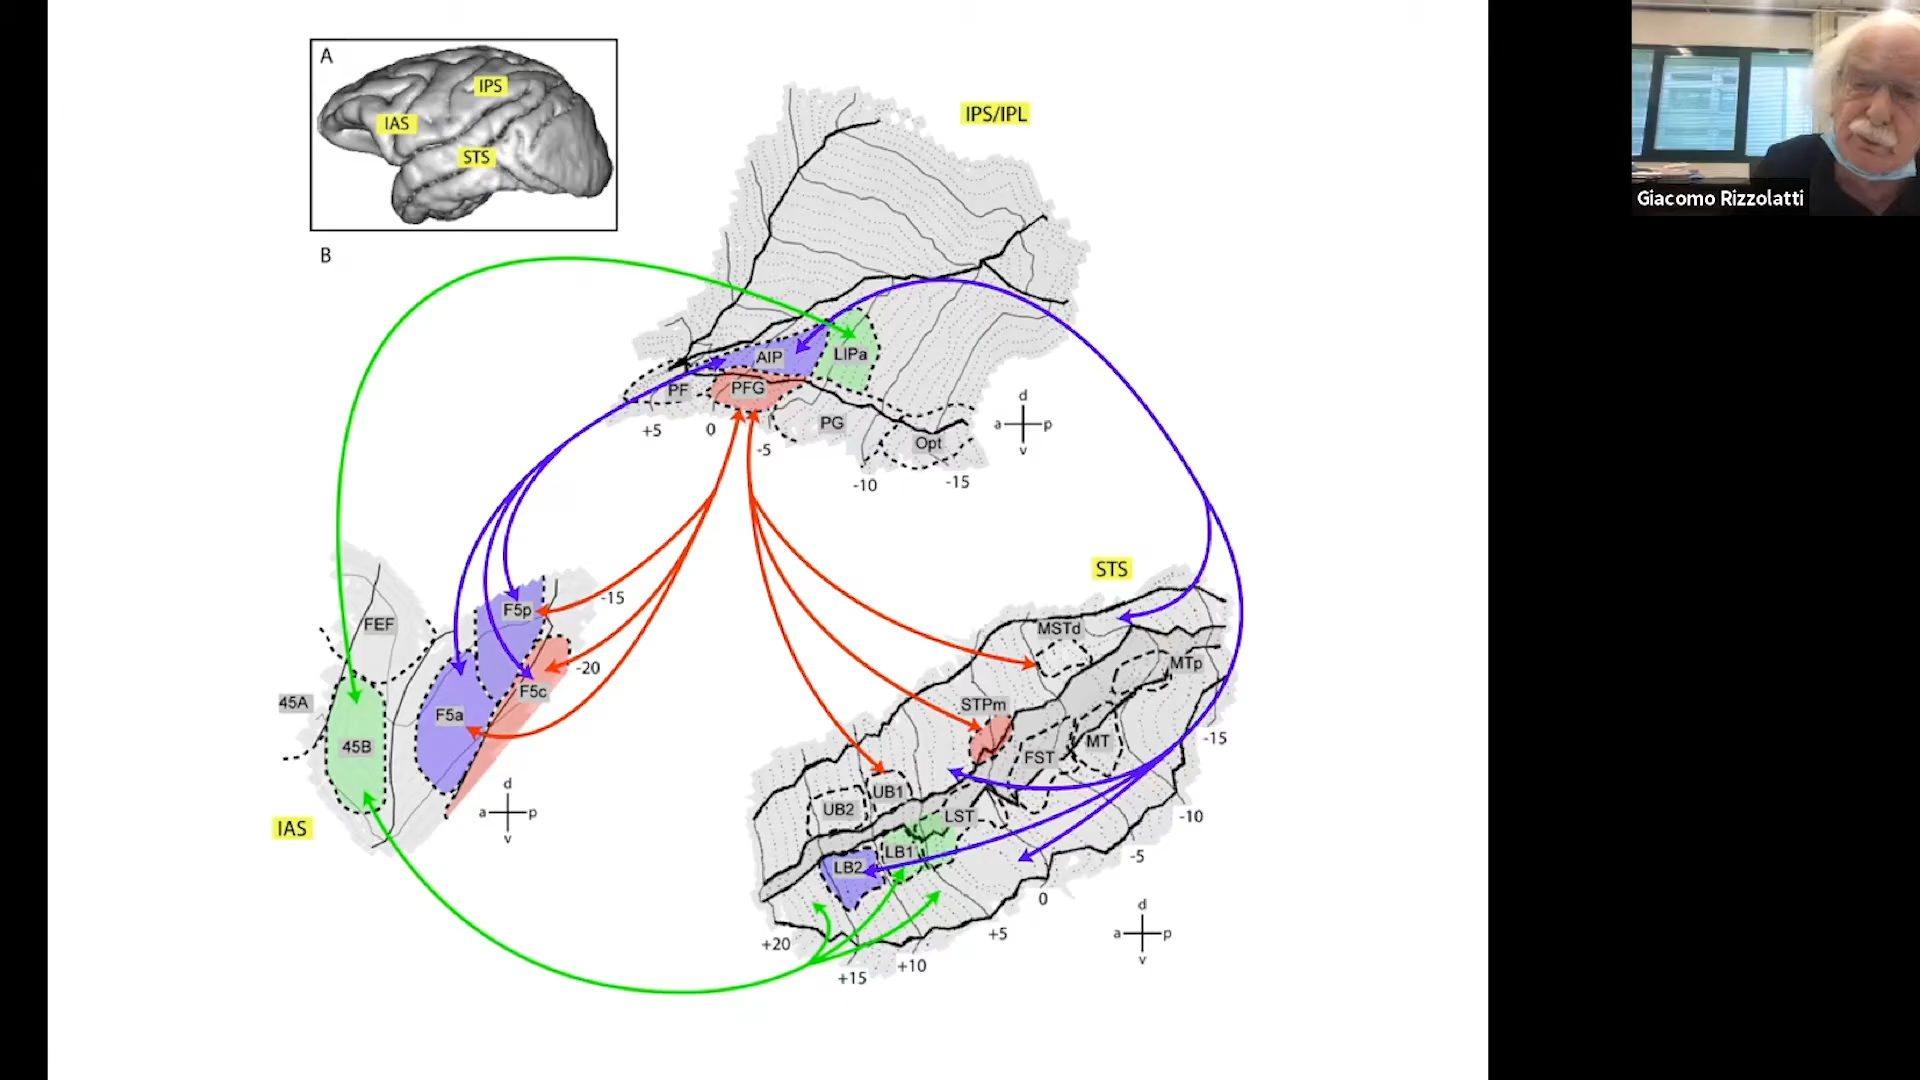 A
IPS
IAS
STS
Giacomo Rizzolatti
IPS/IPL
B
AIP
LIPa
PF
PFG
PG
Opt
+5
0
-5
-10
-15
d
a
p
v
FEF
F5p
-15
-20
45A
F5c
F5a
45B
d
a
p
v
IAS
STS
MSTd
MTp
STPm
MT
FST
-15
UB1
UB2
LST
-10
LB1
LB2
-5
0
+5
+20
+10
+15
d
a
p
v